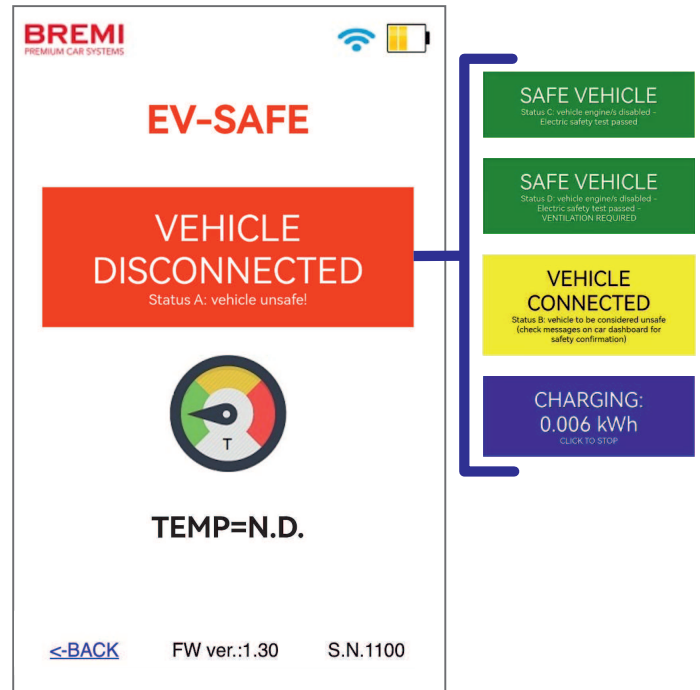 BREMI
PREMIUM CAR SYSTEMS
EV-SAFE
VEHICLE
DISCONNECTED
Status A: vehicle unsafe!
T
TEMP=N.D.
<-BACK
FW ver.:1.30
S.N.1100
SAFE VEHICLE
Status C: vehicle engine/s disabled -
Electric safety test passed
SAFE VEHICLE
Status D: vehicle engine/s disabled -
Electric safety test passed -
VENTILATION REQUIRED
VEHICLE
CONNECTED
Status B: vehicle to be considered unsafe
(check messages on car dashboard for
safety confirmation)
CHARGING:
0.006 kWh
CLICK TO STOP